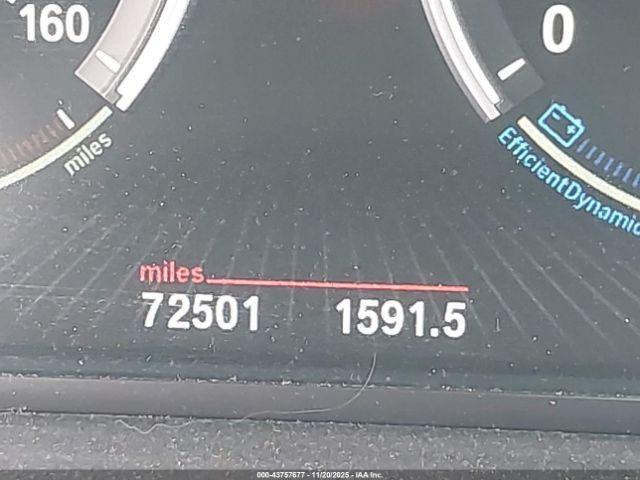 160
0
miles
EfficientDynamic
miles
72501 1591.5
000-43757677 - 11/20/2025 - IAA Inc.